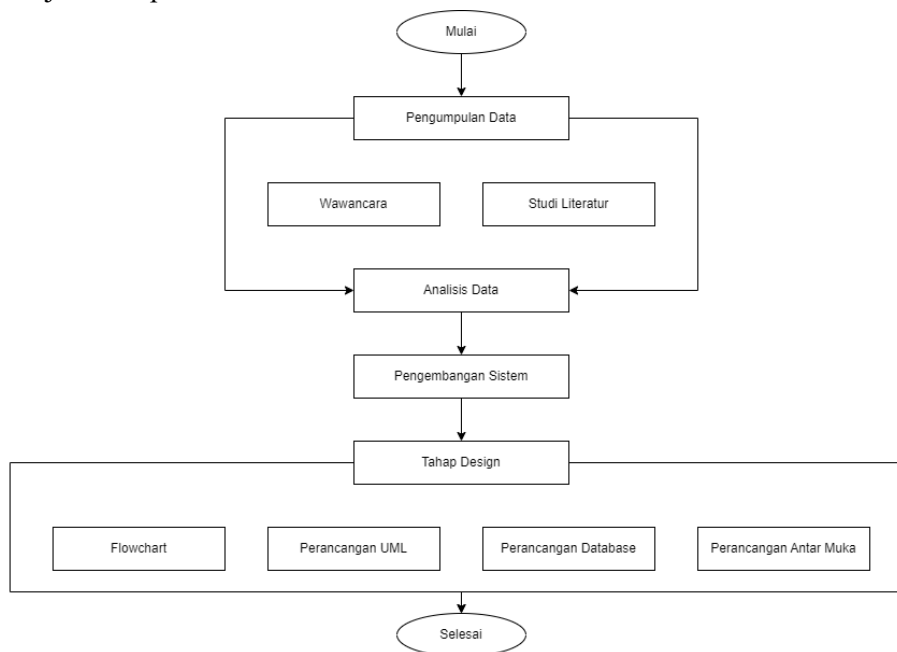 Mulai
Pengumpulan Data
Wawancara
Studi Literatur
Analisis Data
Pengembangan Sistem
Tahap Design
Flowchart
Perancangan UML
Perancangan Database
Perancangan Antar Muka
Selesai